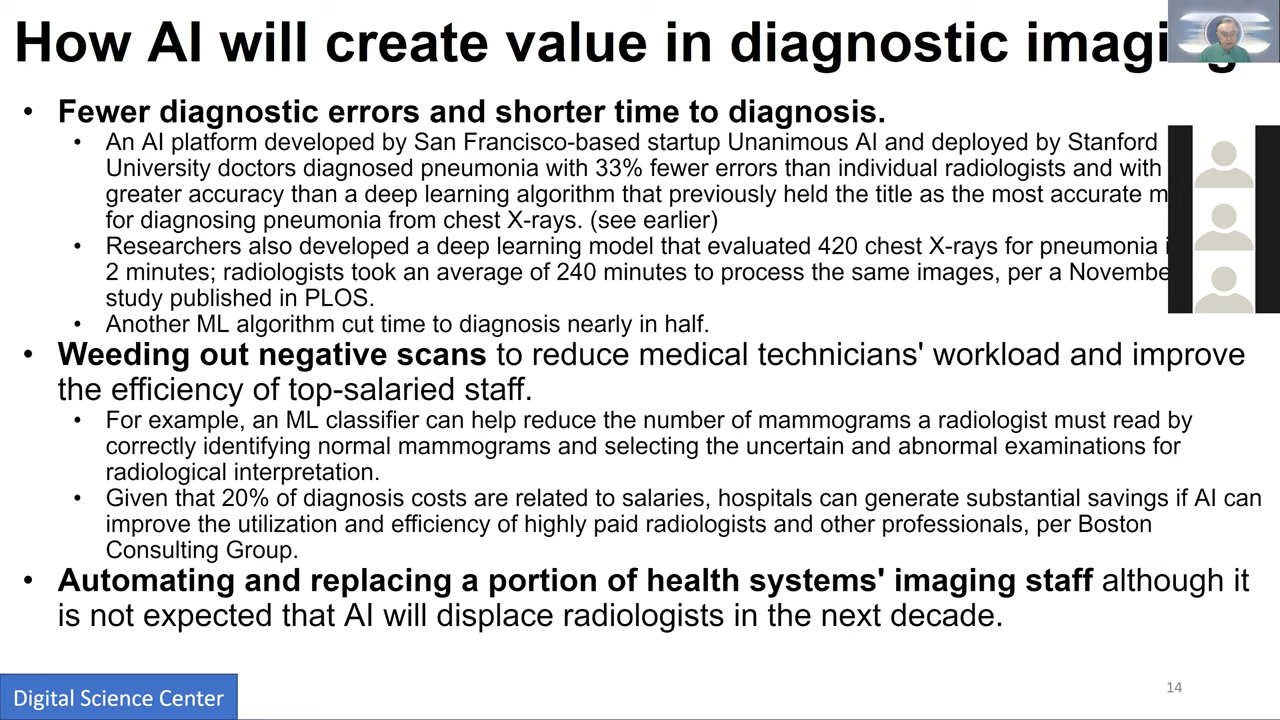 How AI will create value in diagnostic imaging
• Fewer diagnostic errors and shorter time to diagnosis.
• An AI platform developed by San Francisco-based startup Unanimous AI and deployed by Stanford
University doctors diagnosed pneumonia with 33% fewer errors than individual radiologists and with
greater accuracy than a deep learning algorithm that previously held the title as the most accurate
for diagnosing pneumonia from chest X-rays. (see earlier)
• Researchers also developed a deep learning model that evaluated 420 chest X-rays for pneumonia
2 minutes; radiologists took an average of 240 minutes to process the same images, per a Novembe
study published in PLOS.
• Another ML algorithm cut time to diagnosis nearly in half.
• Weeding out negative scans to reduce medical technicians' workload and improve
the efficiency of top-salaried staff.
• For example, an ML classifier can help reduce the number of mammograms a radiologist must read by
correctly identifying normal mammograms and selecting the uncertain and abnormal examinations for
radiological interpretation.
• Given that 20% of diagnosis costs are related to salaries, hospitals can generate substantial savings if AI can
improve the utilization and efficiency of highly paid radiologists and other professionals, per Boston
Consulting Group.
• Automating and replacing a portion of health systems' imaging staff although it
is not expected that AI will displace radiologists in the next decade.
Digital Science Center
14